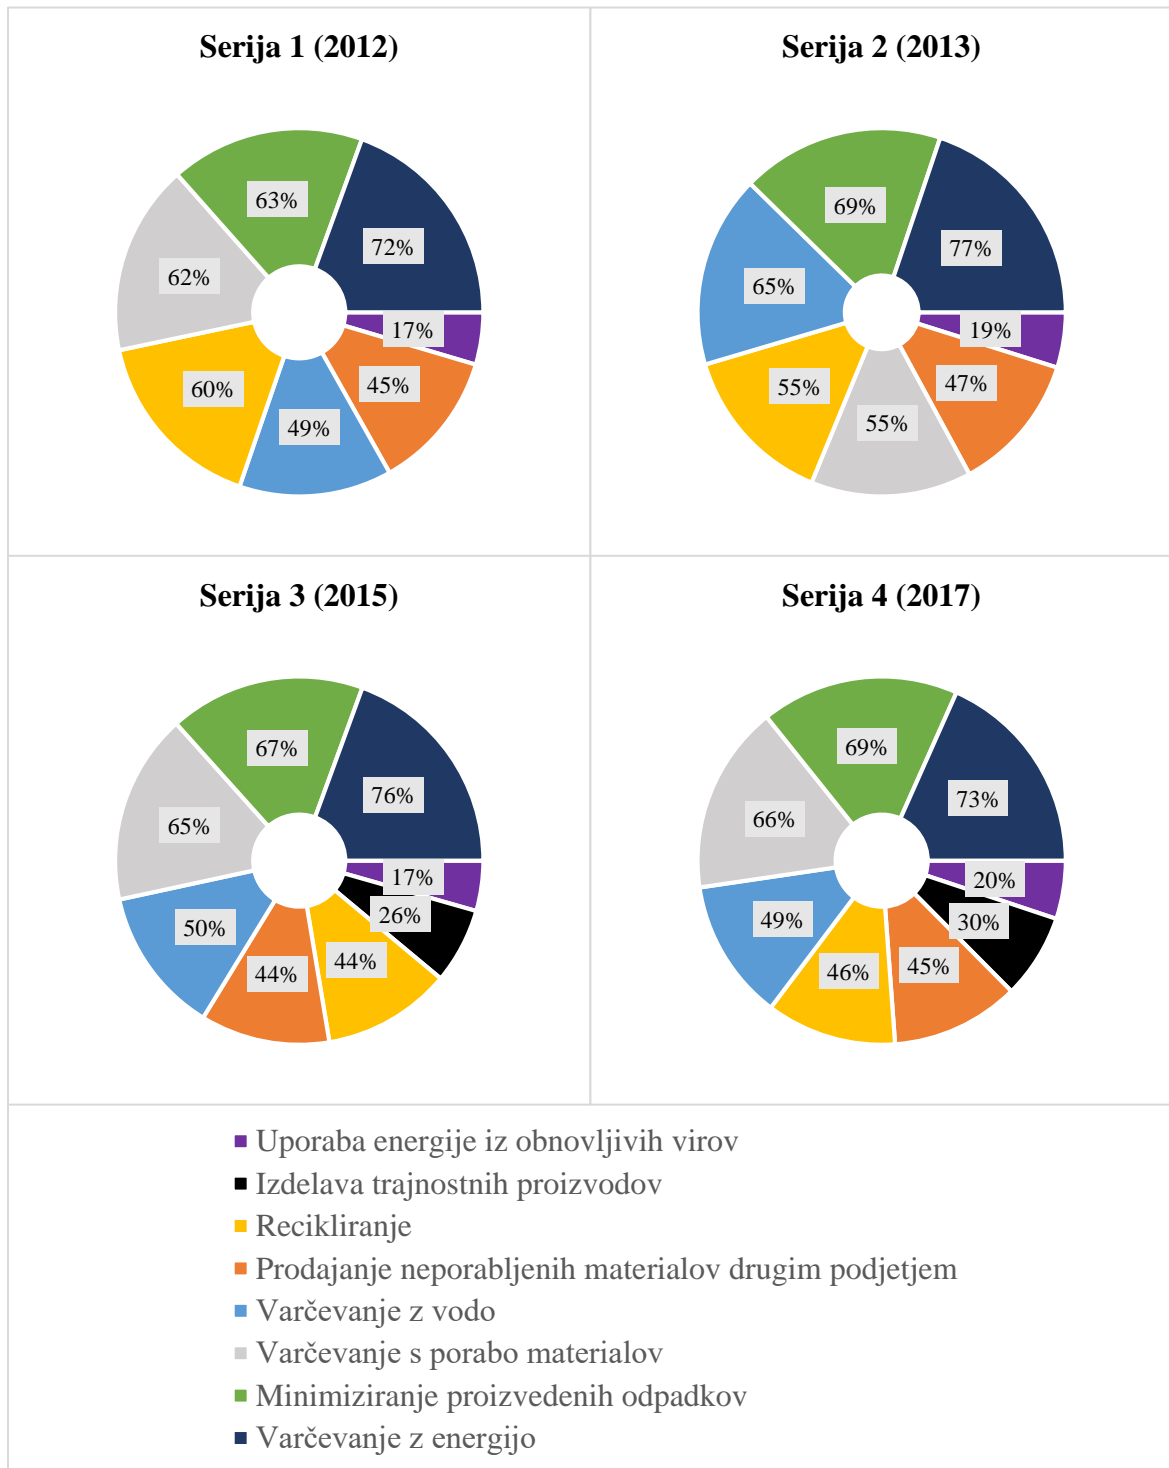 Serija 1 (2012)
63%
72%
62%
17%
60%
45%
49%
Serija 2 (2013)
69%
77%
65%
19%
55%
47%
55%
Serija 3 (2015)
67%
76%
65%
17%
26%
50%
44%
44%
Serija 4 (2017)
69%
73%
66%
20%
49%
30%
46%
45%
Uporaba energije iz obnovljivih virov
Izdelava trajnostnih proizvodov
Recikliranje
Prodajanje neporabljenih materialov drugim podjetjem
Varčevanje z vodo
Varčevanje s porabo materialov
Minimiziranje proizvedenih odpadkov
Varčevanje z energijo